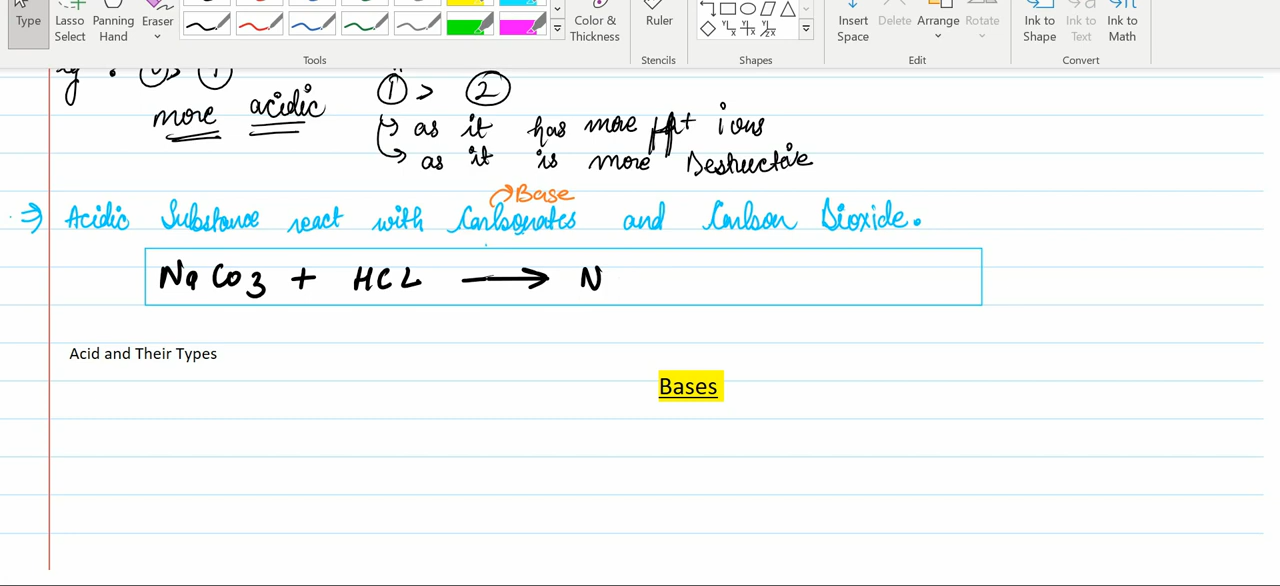 Type Lasso Select Panning Hand Eraser Color & Thickness Ruler Insert Space Delete Arrange Rotate Ink to Shape Ink to Text Ink to Math
Tools Stencils Shapes Edit Convert
① > ②
more acidic
as it has more H+ ions
as it is more Destructive
Base
⇒ Acidic Substance react with Carbonates and Carbon Dioxide.
NaCO3 + HCL ⟶ N
Acid and Their Types
Bases